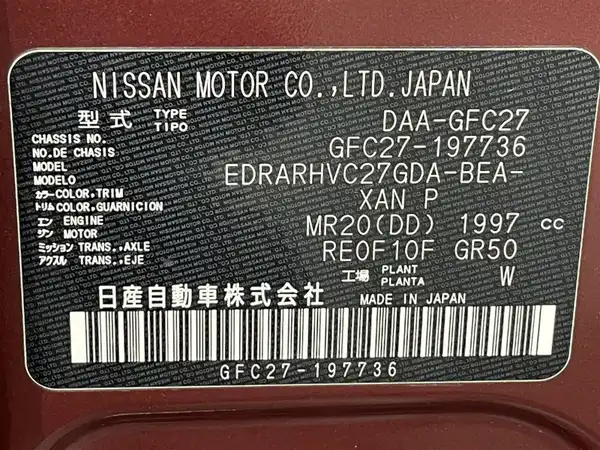 NISSAN MOTOR CO.,LTD.JAPAN
型式 TYPE TIPO DAA-GFC27
CHASSIS NO. NO.DE CHASIS GFC27-197736
MODEL MODELO EDRARHVC27GDA-BEA-
カラー COLOR,TRIM トリム COLOR,GUARNICION XAN P
エンジン ENGINE MOTOR MR20(DD) 1997 cc
ミッション TRANS.,AXLE アクスル TRANS.,EJE RE0F10F GR50
工場 PLANT PLANTA W
日産自動車株式会社 MADE IN JAPAN
GFC27-197736